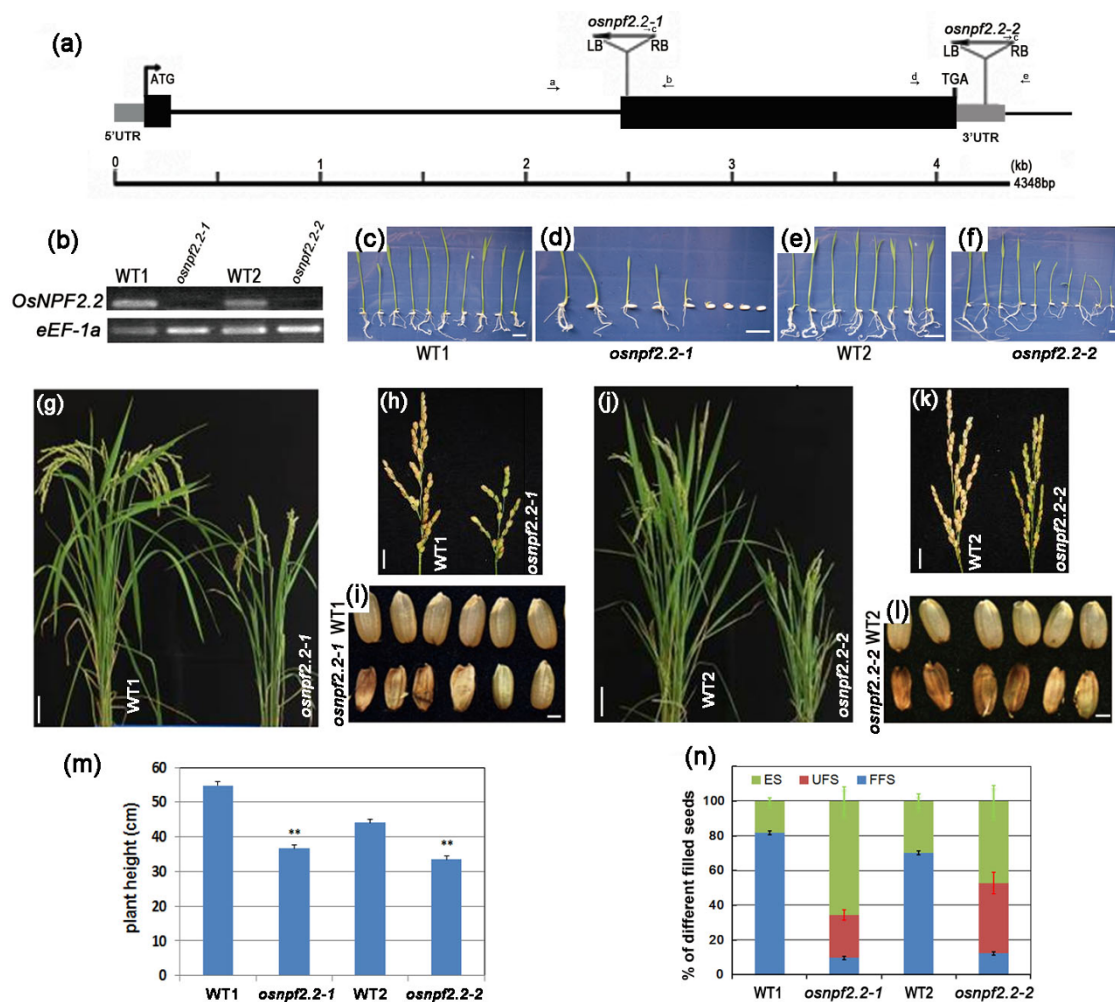 (a)
osnpf2.2-1
c
LB RB
osnpf2.2-2
c
LB RB
ATG
a
b
d
TGA
e
5'UTR
3'UTR
0 1 2 3 4 (kb)
4348bp
(b)
WT1 osnpf2.2-1 WT2 osnpf2.2-2
OsNPF2.2
eEF-1a
(c)
WT1
(d)
osnpf2.2-1
(e)
WT2
(f)
osnpf2.2-2
(g)
WT1
osnpf2.2-1
(h)
WT1
osnpf2.2-1
(i)
osnpf2.2-1 WT1
(j)
WT2
osnpf2.2-2
(k)
WT2
osnpf2.2-2
(l)
osnpf2.2-2 WT2
(m)
plant height (cm)
60
50
40
30
20
10
0
**
**
WT1 osnpf2.2-1 WT2 osnpf2.2-2
(n)
% of different filled seeds
ES UFS FFS
100
80
60
40
20
0
WT1 osnpf2.2-1 WT2 osnpf2.2-2